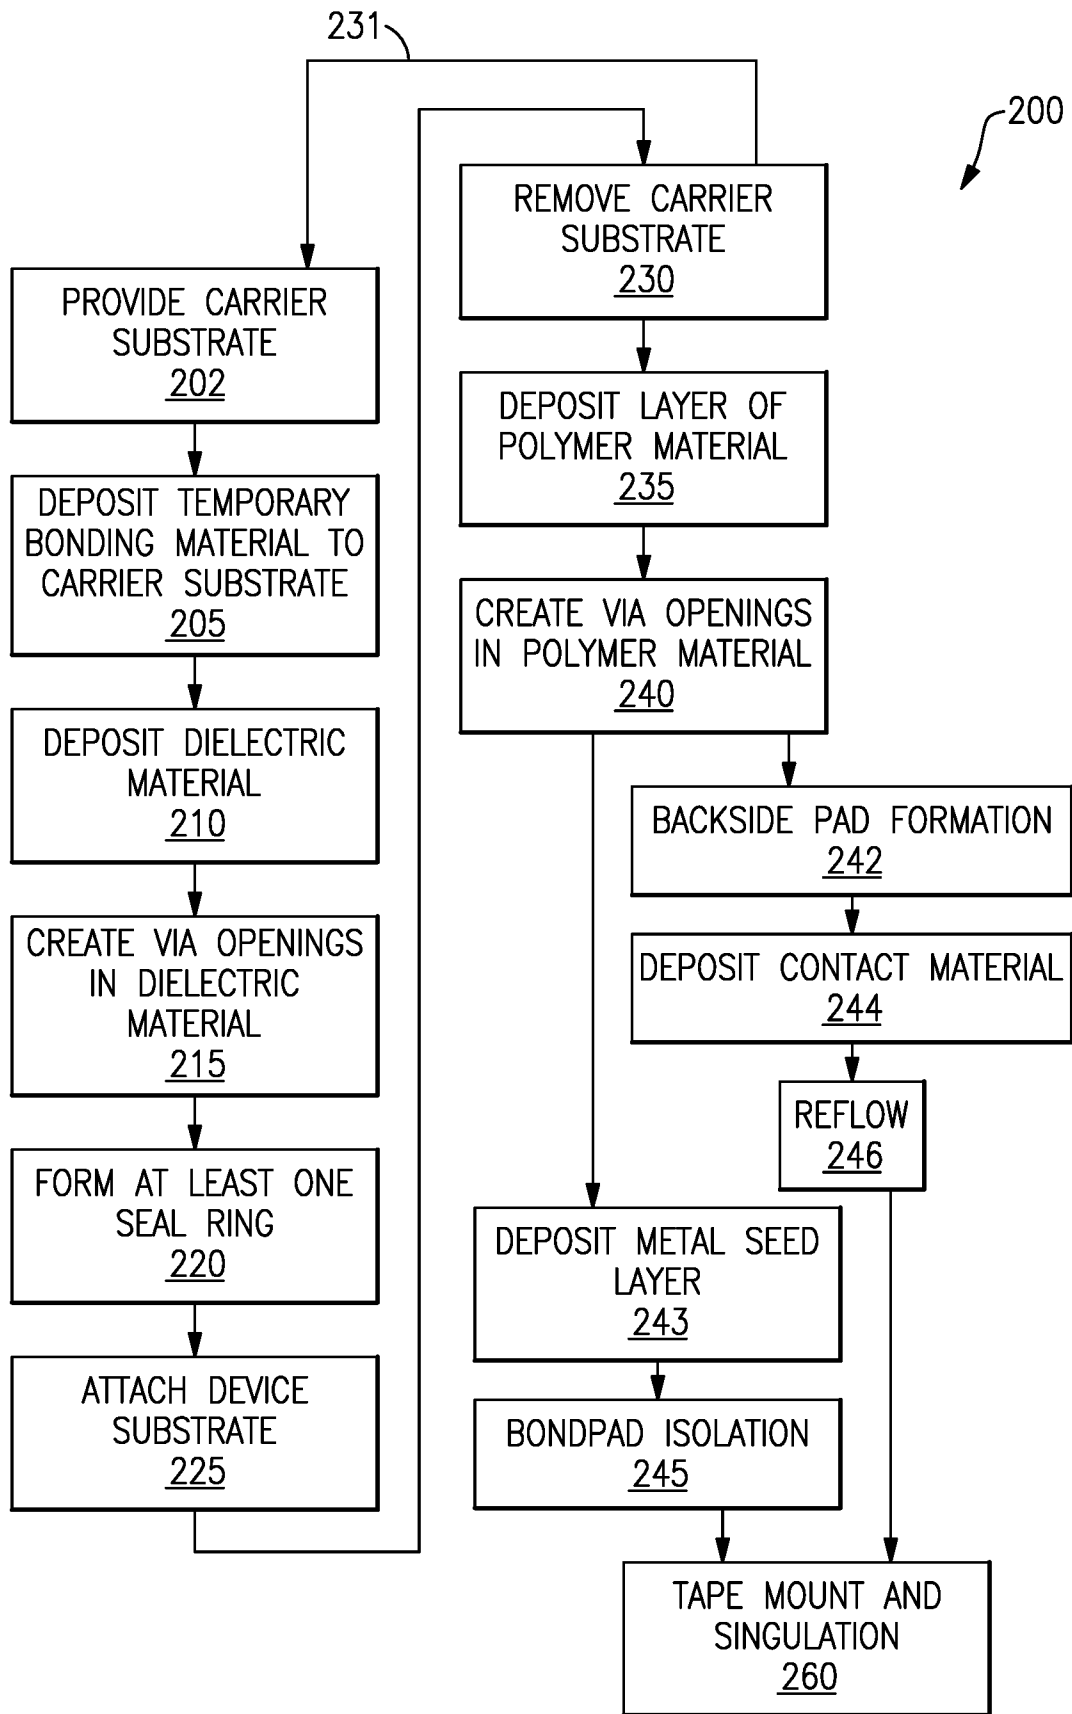 231
200
PROVIDE CARRIER
SUBSTRATE
202
DEPOSIT TEMPORARY
BONDING MATERIAL TO
CARRIER SUBSTRATE
205
DEPOSIT DIELECTRIC
MATERIAL
210
CREATE VIA OPENINGS
IN DIELECTRIC
MATERIAL
215
FORM AT LEAST ONE
SEAL RING
220
ATTACH DEVICE
SUBSTRATE
225
REMOVE CARRIER
SUBSTRATE
230
DEPOSIT LAYER OF
POLYMER MATERIAL
235
CREATE VIA OPENINGS
IN POLYMER MATERIAL
240
BACKSIDE PAD FORMATION
242
DEPOSIT CONTACT MATERIAL
244
REFLOW
246
DEPOSIT METAL SEED
LAYER
243
BONDPAD ISOLATION
245
TAPE MOUNT AND
SINGULATION
260